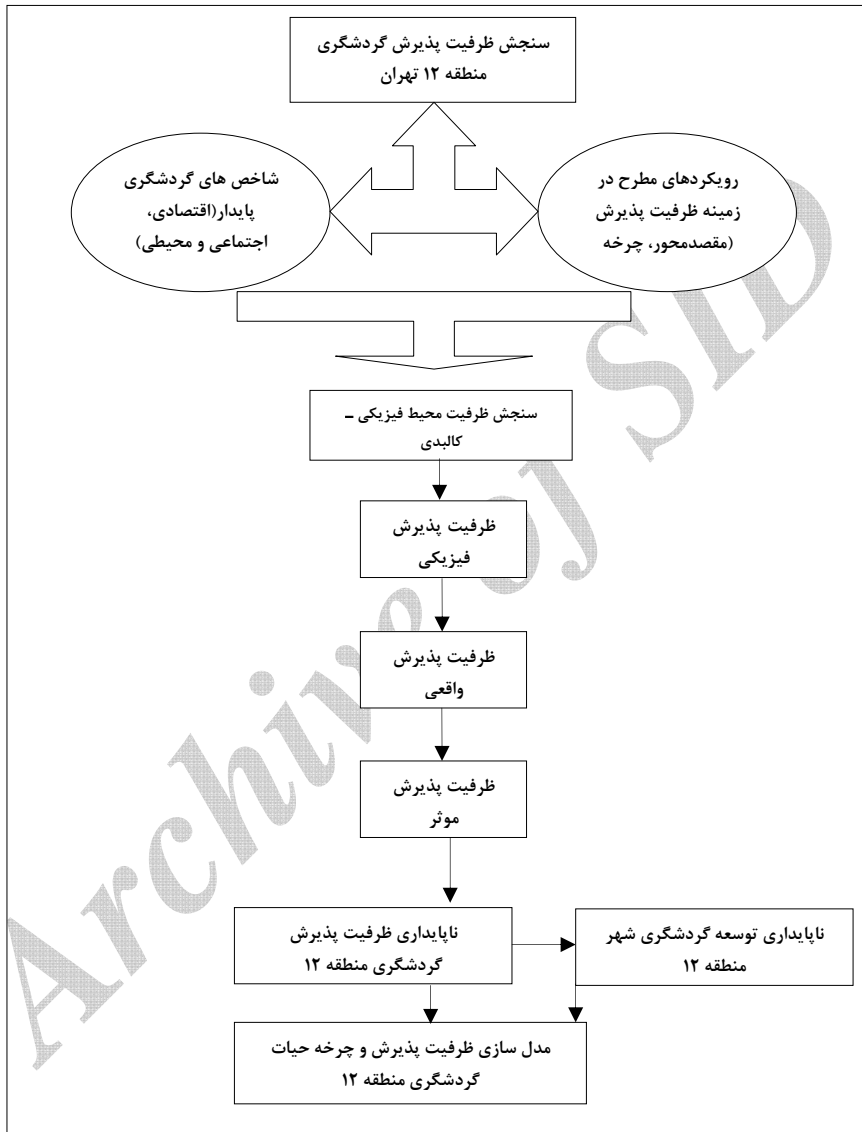 سنجش ظرفیت پذیرش گردشگری
منطقه ۱۲ تهران
رویکردهای مطرح در
زمینه ظرفیت پذیرش
(مقصدمحور، چرخه
شاخص های گردشگری
پایدار(اقتصادی،
اجتماعی و محیطی)
سنجش ظرفیت محیط فیزیکی –
کالبدی
ظرفیت پذیرش
فیزیکی
ظرفیت پذیرش
واقعی
ظرفیت پذیرش
موثر
ناپایداری توسعه گردشگری شهر
منطقه ۱۲
ناپایداری ظرفیت پذیرش
گردشگری منطقه ۱۲
مدل سازی ظرفیت پذیرش و چرخه حیات
گردشگری منطقه ۱۲
Archive of SID